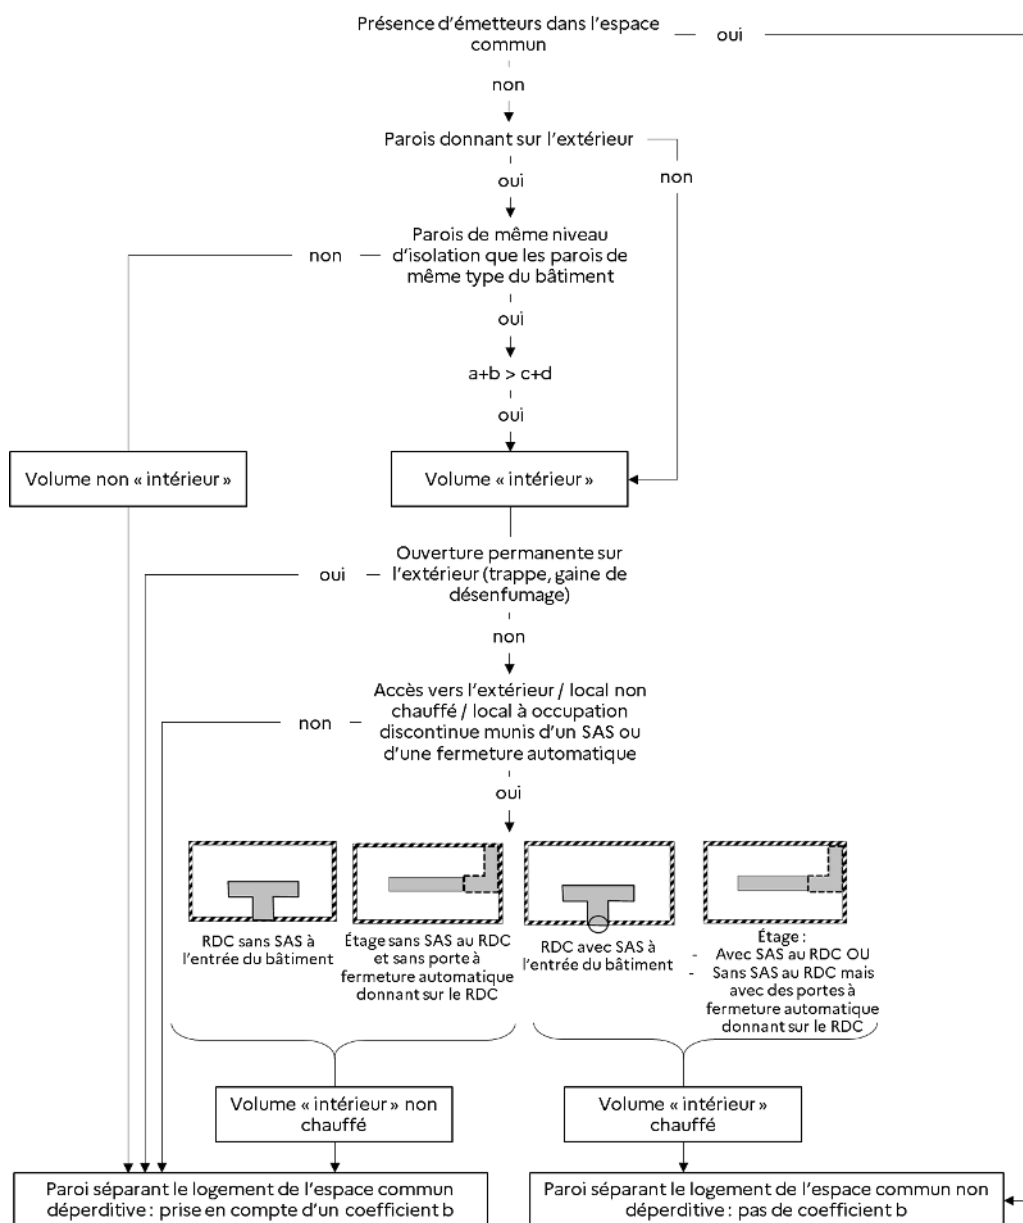 Présence d'émetteurs dans l'espace
commun
oui
non
Parois donnant sur l'extérieur
oui
non
Parois de même niveau
d'isolation que les parois de
même type du bâtiment
non
oui
a+b > c+d
oui
Volume non « intérieur »
Volume « intérieur »
Ouverture permanente sur
l'extérieur (trappe, gaine de
désenfumage)
oui
non
Accès vers l'extérieur / local non
chauffé / local à occupation
discontinue munis d'un SAS ou
d'une fermeture automatique
non
oui
RDC sans SAS à
l'entrée du bâtiment
Étage sans SAS au RDC
et sans porte à
fermeture automatique
donnant sur le RDC
RDC avec SAS à
l'entrée du bâtiment
Étage :
- Avec SAS au RDC OU
- Sans SAS au RDC mais
avec des portes à
fermeture automatique
donnant sur le RDC
Volume « intérieur » non
chauffé
Volume « intérieur »
chauffé
Paroi séparant le logement de l'espace commun
déperditive : prise en compte d'un coefficient b
Paroi séparant le logement de l'espace commun non
déperditive : pas de coefficient b